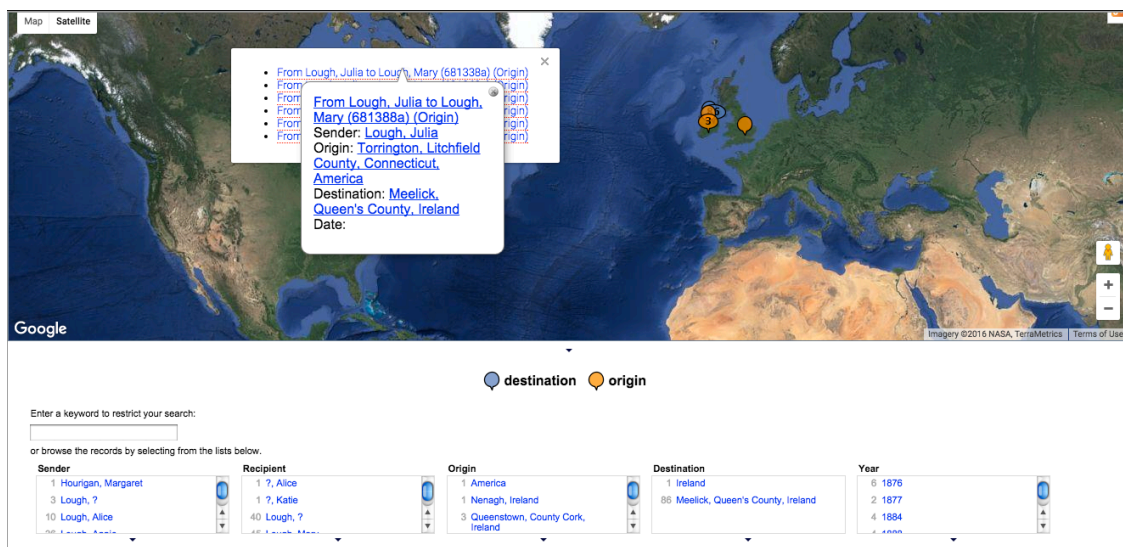 Map Satellite
From Lough, Julia to Lough, Mary (681338a) (Origin)
From
From
From
From
From
From Lough, Julia to Lough,
Mary (681388a) (Origin)
Sender: Lough, Julia
Origin: Torrington, Litchfield
County, Connecticut,
America
Destination: Meelick,
Queen's County, Ireland
Date:
3
Google
Imagery ©2016 NASA, TerraMetrics Terms of Use
destination origin
Enter a keyword to restrict your search:
or browse the records by selecting from the lists below.
Sender Recipient Origin Destination Year
1 Hourigan, Margaret 1 ?, Alice 1 America 1 Ireland 6 1876
3 Lough, ? 1 ?, Katie 1 Nenagh, Ireland 86 Meelick, Queen's County, Ireland 2 1877
10 Lough, Alice 40 Lough, ? 3 Queenstown, County Cork, 4 1884
Ireland